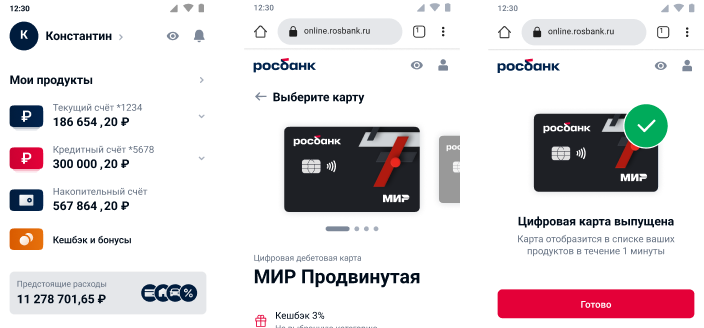 12:30
К
Константин
Мои продукты
Текущий счёт *1234
186 654 ,20 ₽
Кредитный счёт *5678
300 000 ,20 ₽
Накопительный счёт
567 864 ,20 ₽
Кешбэк и бонусы
Предстоящие расходы
11 278 701,65 ₽
12:30
online.rosbank.ru
1
росбанк
Выберите карту
росбанк
МИР
Цифровая дебетовая карта
МИР Продвинутая
Кешбэк 3%
12:30
online.rosbank.ru
1
росбанк
росбанк
МИР
Цифровая карта выпущена
Карта отобразится в списке ваших
продуктов в течение 1 минуты
Готово